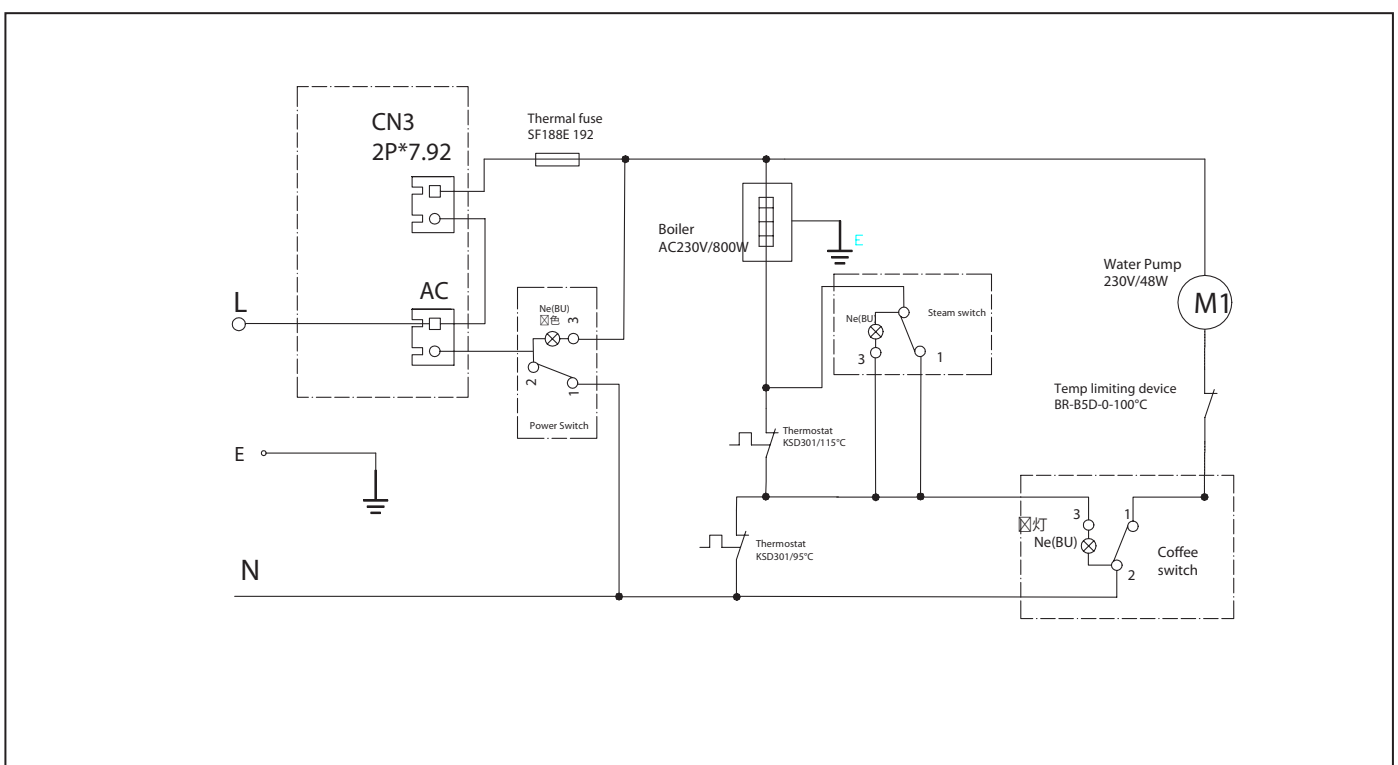 CN3
2P*7.92
Thermal fuse
SF188E 192
Boiler
AC230V/800W
E
Water Pump
230V/48W
M1
L
AC
Ne(BU)
色
3
2
1
Power Switch
Ne(BU
Steam switch
3
1
Temp limiting device
BR-B5D-0-100°C
Thermostat
KSD301/115°C
E
灯
Ne(BU)
3
1
2
Coffee
switch
Thermostat
KSD301/95°C
N